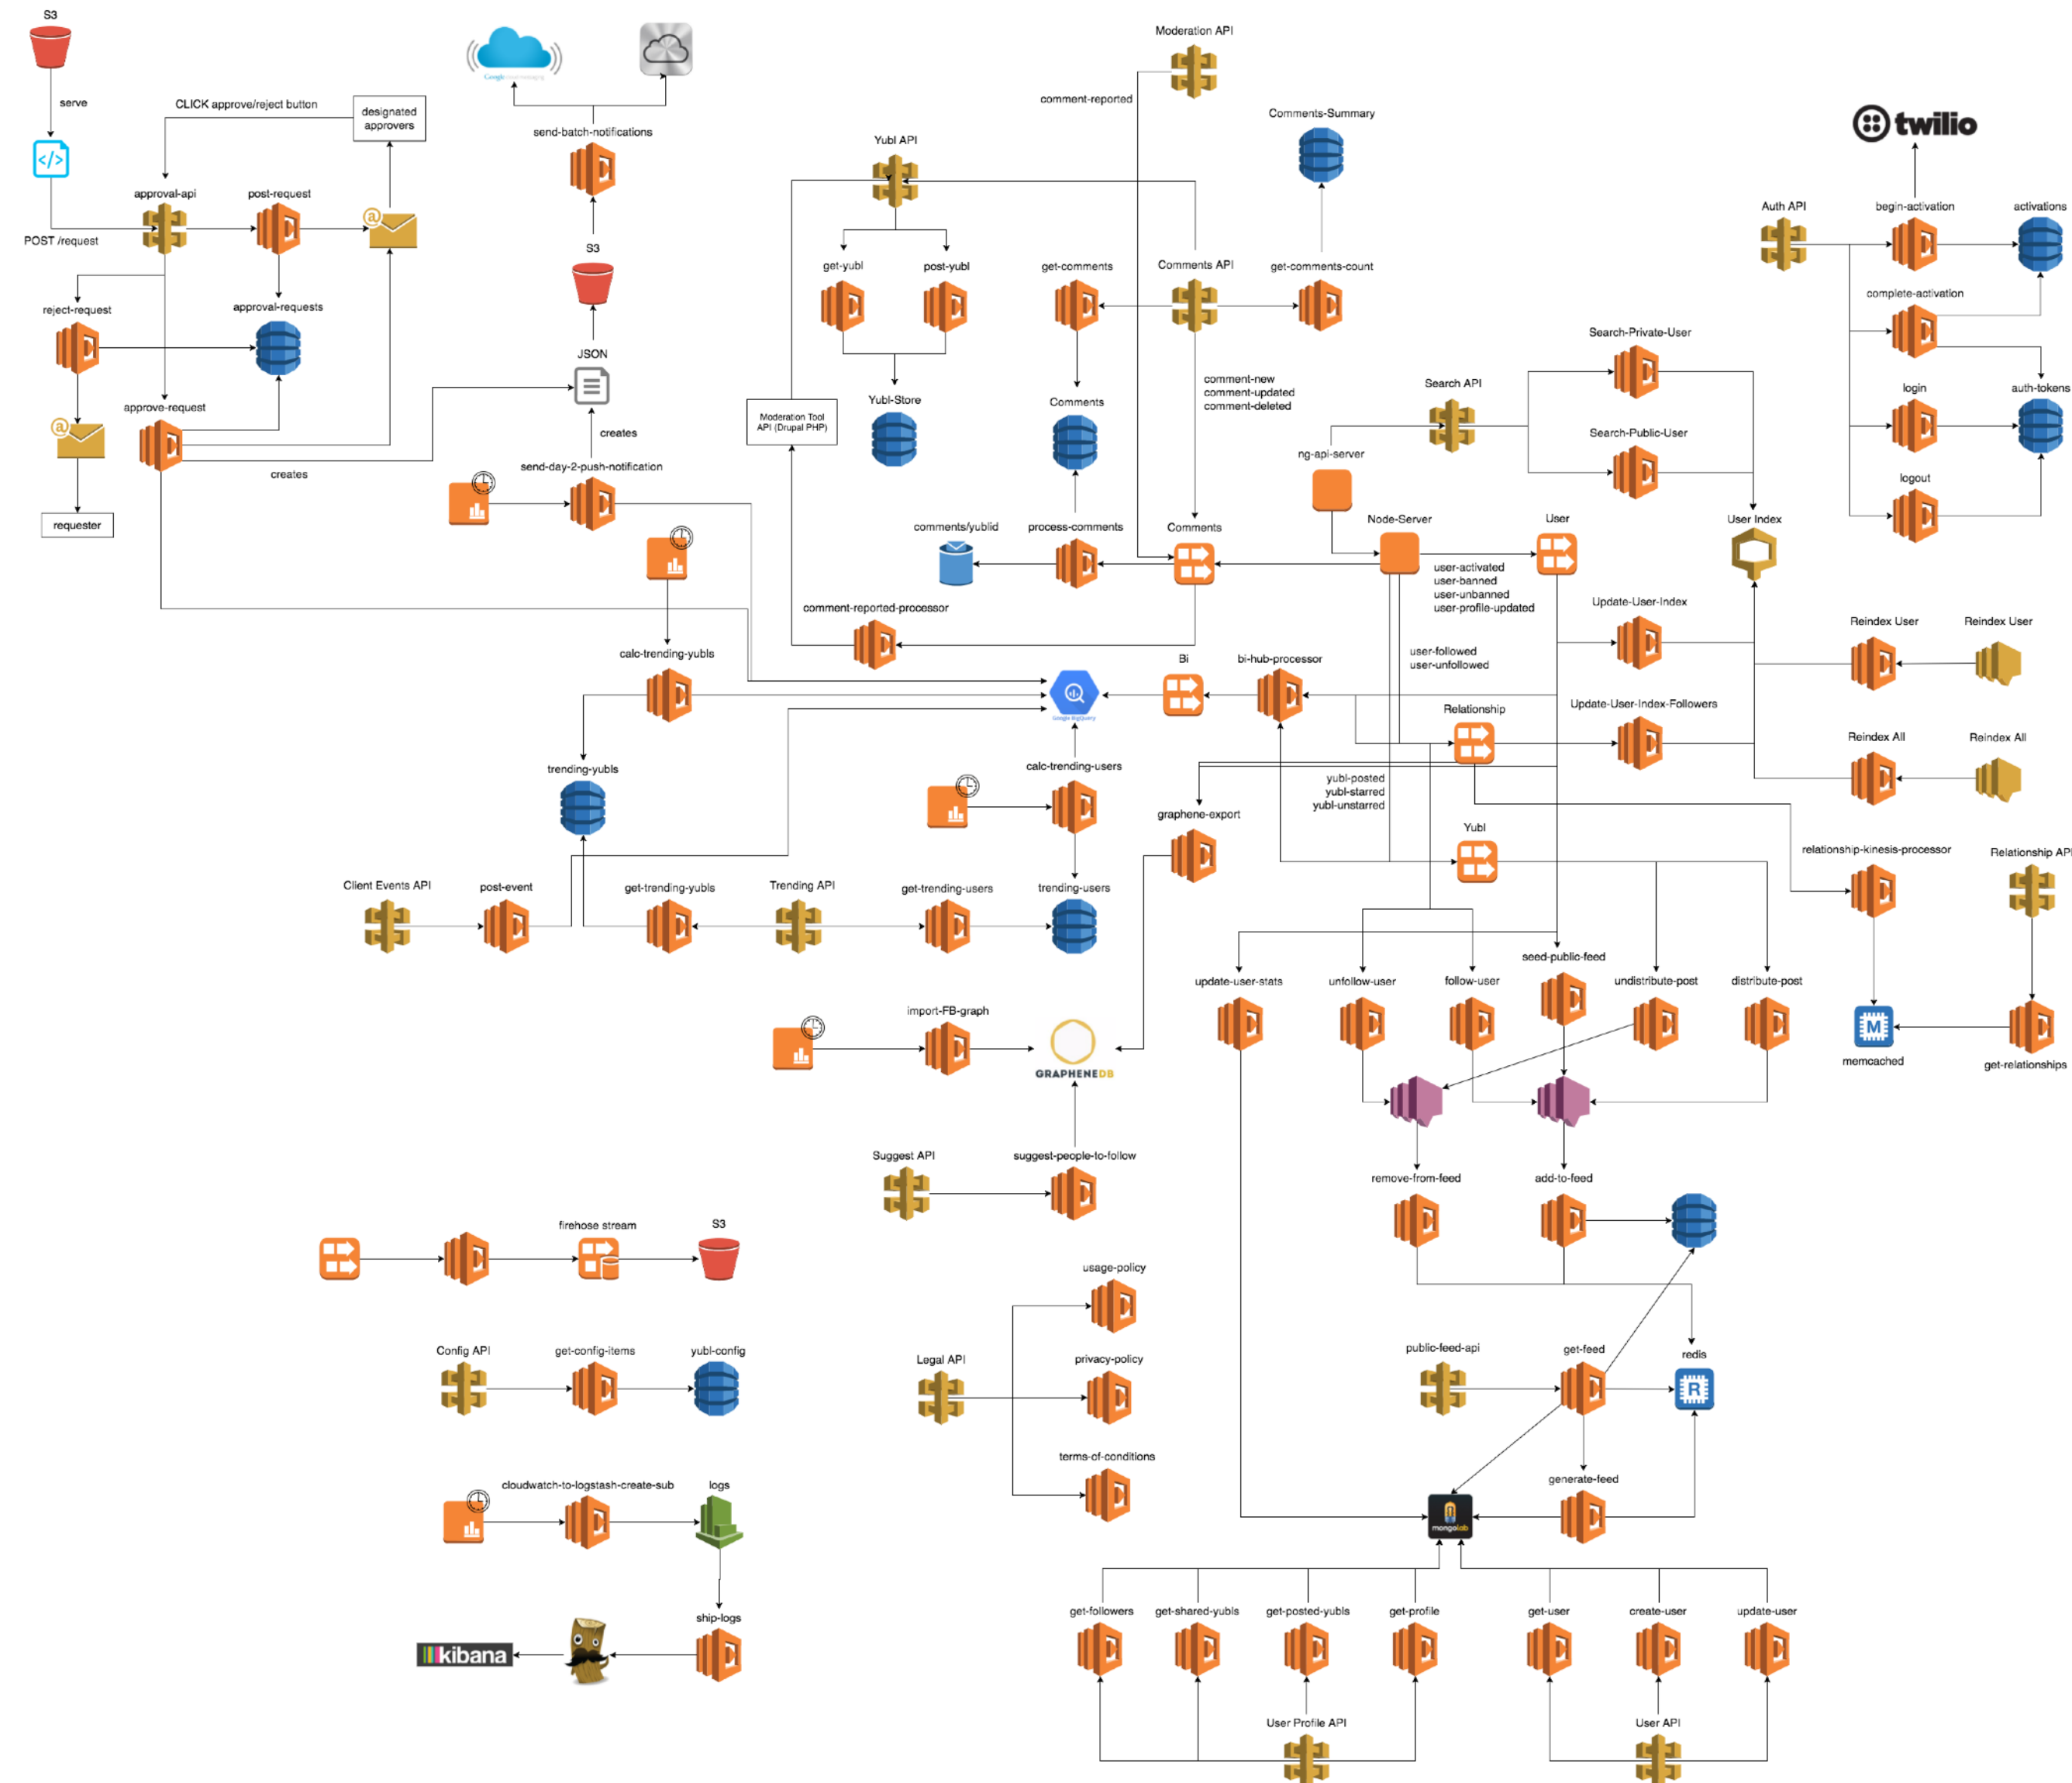 S3
serve
CLICK approve/reject button
designated
approvers
approval-api
post-request
POST /request
reject-request
approval-requests
approve-request
creates
requester
send-batch-notifications
S3
JSON
creates
send-day-2-push-notification
calc-trending-yubls
trending-yubls
Moderation API
comment-reported
Yubl API
Comments-Summary
get-yubl
post-yubl
get-comments
Comments API
get-comments-count
Yubl-Store
Moderation Tool
API (Drupal PHP)
Comments
comment-new
comment-updated
comment-deleted
comments/yublid
process-comments
Comments
comment-reported-processor
twilio
Auth API
begin-activation
activations
complete-activation
login
auth-tokens
logout
Search API
Search-Private-User
Search-Public-User
ng-api-server
Node-Server
User
User Index
user-activated
user-banned
user-unbanned
user-profile-updated
Update-User-Index
Reindex User
Reindex User
user-followed
user-unfollowed
Google BigQuery
Bi
bi-hub-processor
Relationship
Update-User-Index-Followers
Reindex All
Reindex All
calc-trending-users
yubl-posted
yubl-starred
yubl-unstarred
graphene-export
Yubl
relationship-kinesis-processor
Relationship API
Client Events API
post-event
get-trending-yubls
Trending API
get-trending-users
trending-users
update-user-stats
unfollow-user
follow-user
seed-public-feed
undistribute-post
distribute-post
M
memcached
get-relationships
import-FB-graph
GRAPHENEDB
Suggest API
suggest-people-to-follow
remove-from-feed
add-to-feed
firehose stream
S3
usage-policy
Config API
get-config-items
yubl-config
Legal API
privacy-policy
public-feed-api
get-feed
redis
R
terms-of-conditions
cloudwatch-to-logstash-create-sub
logs
generate-feed
mongolab
ship-logs
kibana
get-followers
get-shared-yubls
get-posted-yubls
get-profile
get-user
create-user
update-user
User Profile API
User API